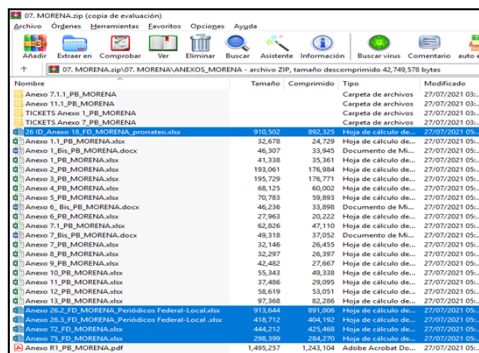 07. MORENA.zip (copia de evaluación)
Archivo Órdenes Herramientas Favoritos Opciones Ayuda
Añadir Extraer en Comprobar Ver Eliminar Buscar Asistente Información Buscar virus Comentario auto e
07. MORENA.zip\07. MORENA\ANEXOS_MORENA - archivo ZIP, tamaño descomprimido 42,749,578 bytes
Nombre Tamaño Comprimido Tipo Modificado
Anexo 7.1.1_PB_MORENA Carpeta de archivos 27/07/2021 03:..
Anexo 11.1_PB_MORENA Carpeta de archivos 27/07/2021 03:..
TICKETS Anexo 1_PB_MORENA Carpeta de archivos 27/07/2021 03:..
TICKETS Anexo 7_PB_MORENA Carpeta de archivos 27/07/2021 03:..
26 ID_Anexo 18_FD_MORENA_prorrateo.xlsx 910,502 892,325 Hoja de cálculo de... 27/07/2021 05:..
Anexo 1.1_PB_MORENA.xlsx 32,678 24,729 Hoja de cálculo de... 27/07/2021 05:..
Anexo 1_Bis_PB_MORENA.docx 46,307 33,945 Documento de Mi... 27/07/2021 05:..
Anexo 1_PB_MORENA.xlsx 41,338 35,361 Hoja de cálculo de... 27/07/2021 05:..
Anexo 2_PB_MORENA.xlsx 193,061 176,984 Hoja de cálculo de... 27/07/2021 05:..
Anexo 3_PB_MORENA.xlsx 195,729 176,771 Hoja de cálculo de... 27/07/2021 05:..
Anexo 4_PB_MORENA.xlsx 68,125 60,002 Hoja de cálculo de... 27/07/2021 05:..
Anexo 5_PB_MORENA.xlsx 70,783 59,893 Hoja de cálculo de... 27/07/2021 05:..
Anexo 6_ Bis_PB_MORENA.docx 46,236 33,898 Documento de Mi... 27/07/2021 05:..
Anexo 6_PB_MORENA.xlsx 27,963 20,222 Hoja de cálculo de... 27/07/2021 05:..
Anexo 7.1_PB_MORENA.xlsx 62,826 47,110 Hoja de cálculo de... 27/07/2021 05:..
Anexo 7_Bis_PB_MORENA.docx 49,318 37,052 Documento de Mi... 27/07/2021 05:..
Anexo 7_PB_MORENA.xlsx 32,146 26,455 Hoja de cálculo de... 27/07/2021 05:..
Anexo 8_PB_MORENA.xlsx 32,297 26,397 Hoja de cálculo de... 27/07/2021 05:..
Anexo 9_PB_MORENA.xlsx 42,482 27,667 Hoja de cálculo de... 27/07/2021 05:..
Anexo 10_PB_MORENA.xlsx 55,343 49,338 Hoja de cálculo de... 27/07/2021 05:..
Anexo 11_PB_MORENA.xlsx 37,486 29,095 Hoja de cálculo de... 27/07/2021 05:..
Anexo 12_PB_MORENA.xlsx 58,619 53,051 Hoja de cálculo de... 27/07/2021 05:..
Anexo 13_PB_MORENA.xlsx 97,368 82,286 Hoja de cálculo de... 27/07/2021 05:..
Anexo 26.2_FD_MORENA_Periódicos Federal-Local.xlsx 913,644 891,006 Hoja de cálculo de... 27/07/2021 05:..
Anexo 26.3_FD_MORENA_Periódicos Federal-Local .xlsx 418,712 404,192 Hoja de cálculo de... 27/07/2021 05:..
Anexo 72_FD_MORENA.xlsx 444,212 425,468 Hoja de cálculo de... 27/07/2021 05:..
Anexo 75_FD_MORENA.xlsx 298,399 284,270 Hoja de cálculo de... 27/07/2021 05:..
Anexo R1_PB_MORENA.pdf 1,495,257 1,243,104 Adobe Acrobat Do... 27/07/2021 05:..